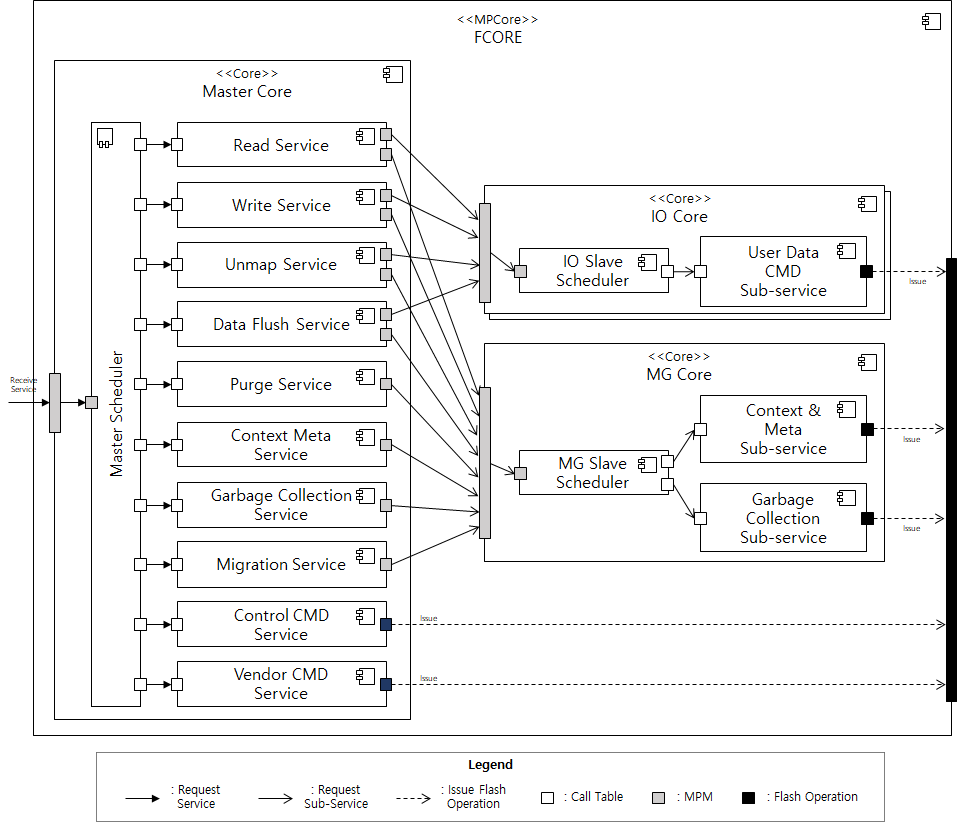 <<MPCore>>
FCORE
<<Core>>
Master Core
Master Scheduler
Receive
Service
Read Service
Write Service
Unmap Service
Data Flush Service
Purge Service
Context Meta
Service
Garbage Collection
Service
Migration Service
Control CMD
Service
Vendor CMD
Service
Issue
Issue
<<Core>>
IO Core
IO Slave
Scheduler
User Data
CMD
Sub-service
Issue
<<Core>>
MG Core
MG Slave
Scheduler
Context &
Meta
Sub-service
Issue
Garbage
Collection
Sub-service
Issue
Legend
: Request
Service
: Request
Sub-Service
: Issue Flash
Operation
: Call Table
: MPM
: Flash Operation